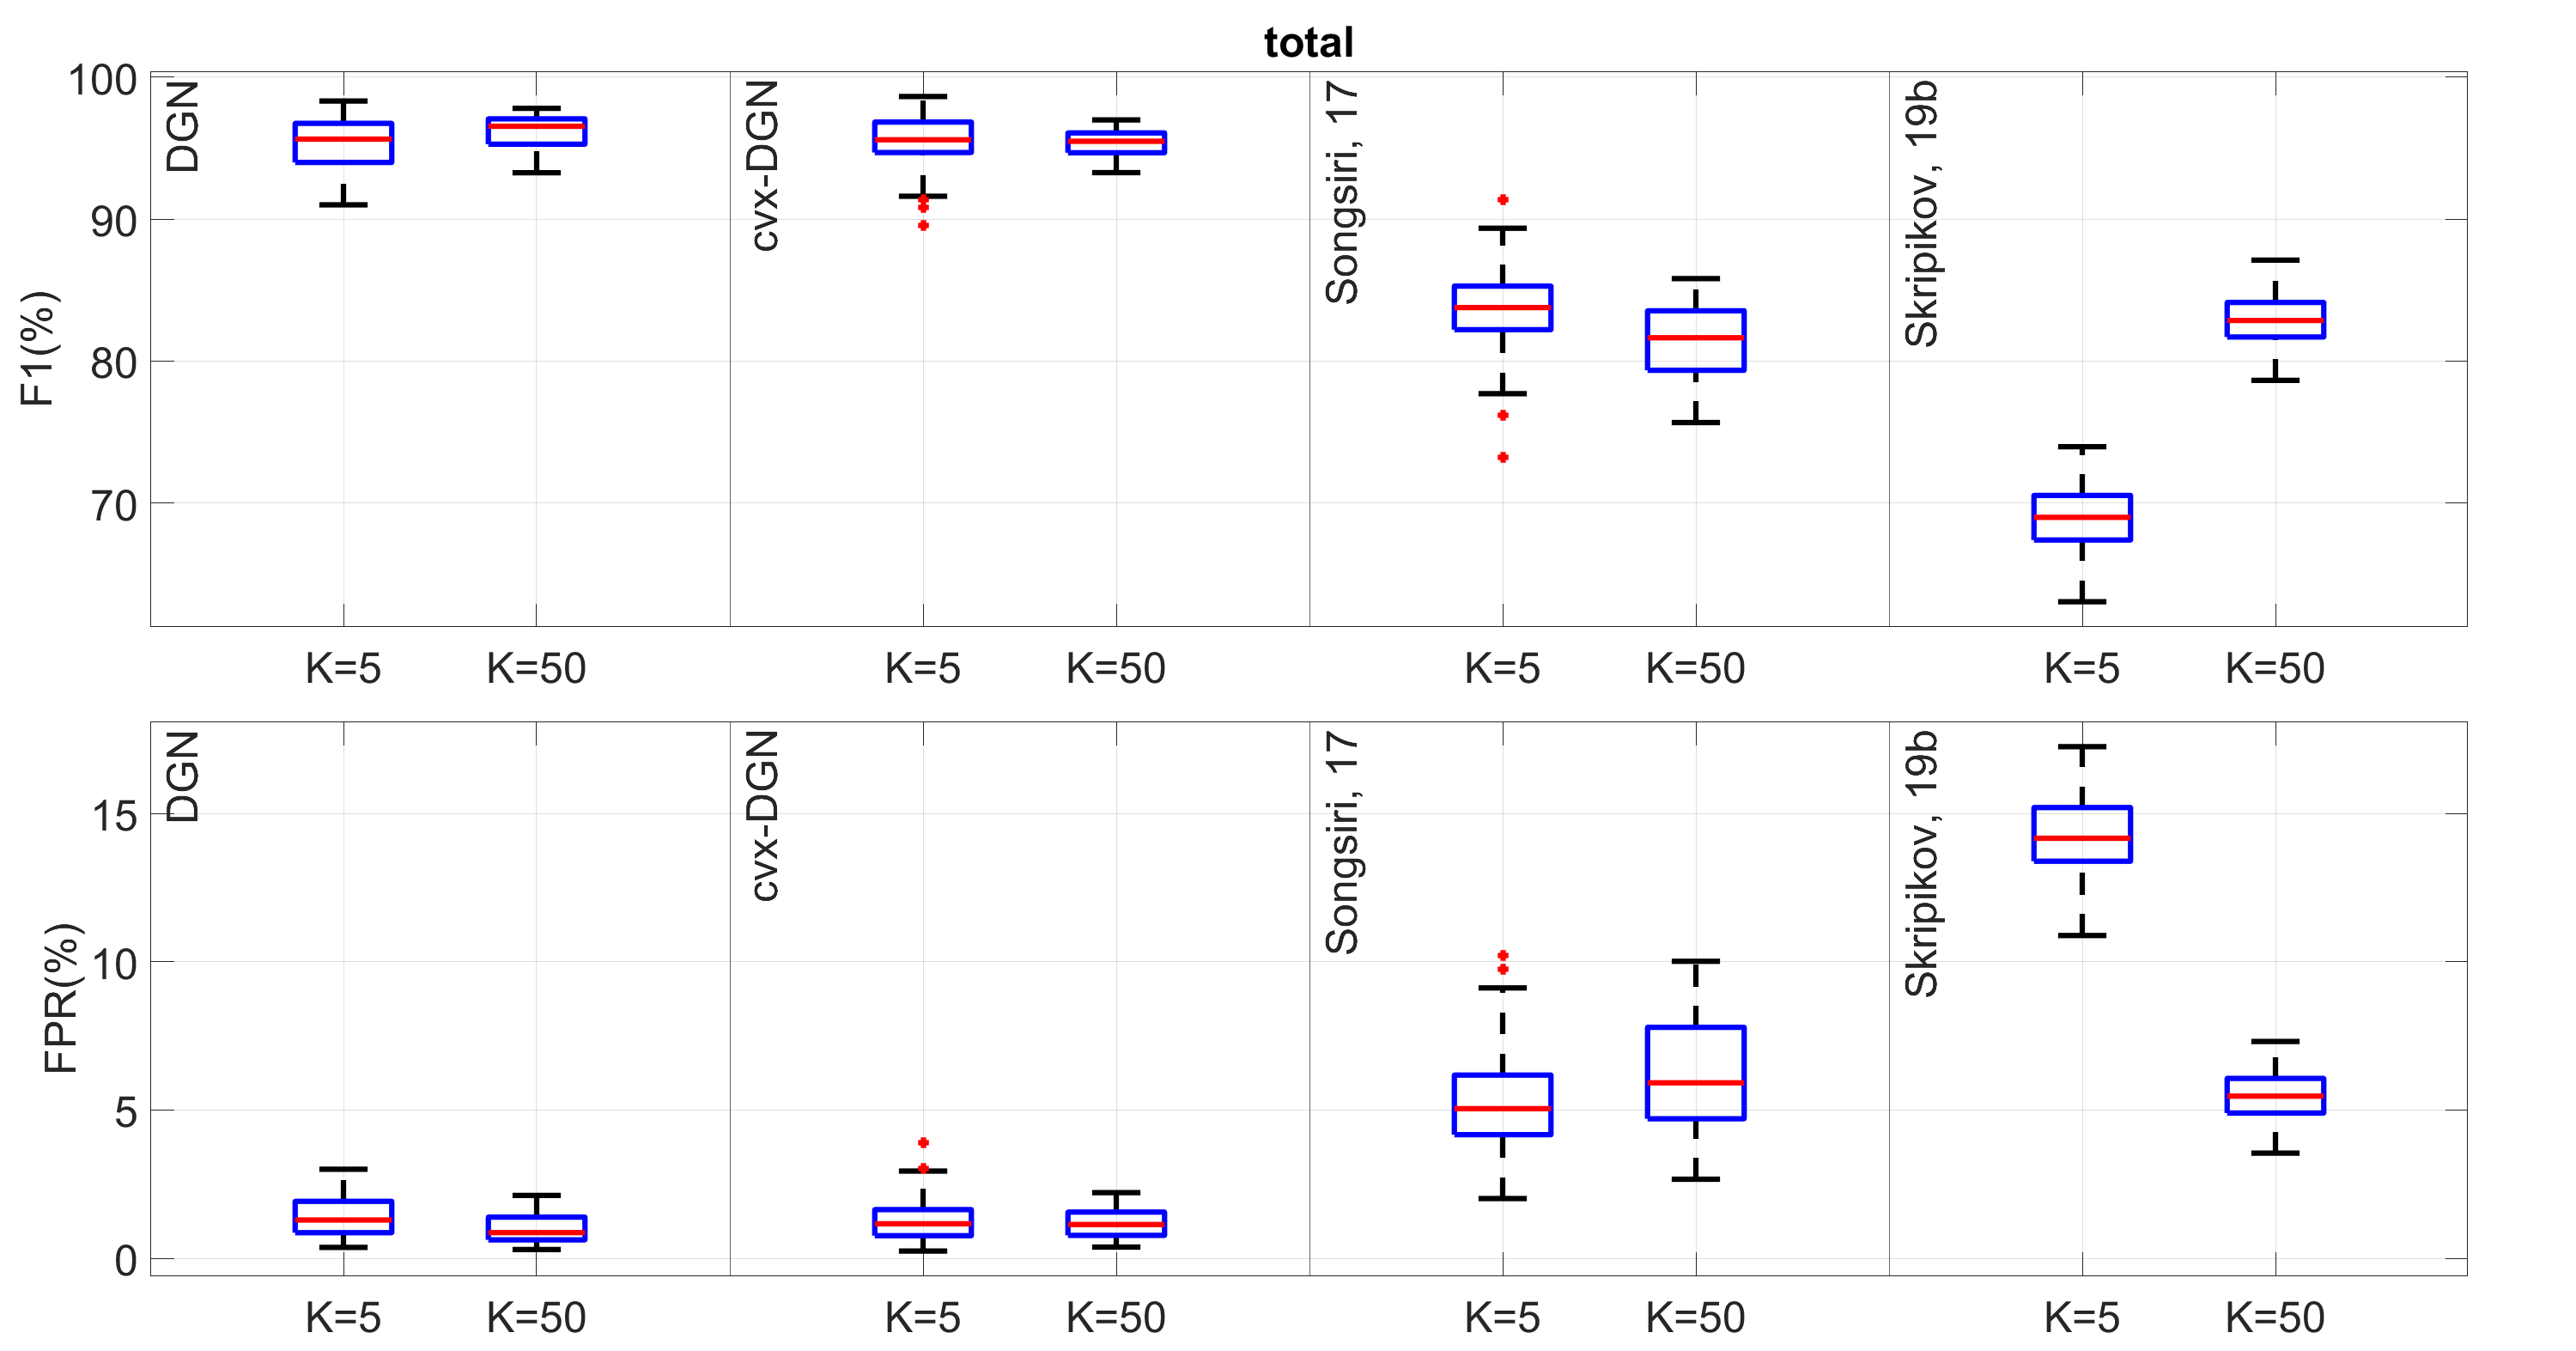 total
F1(%)
100
90
80
70
DGN
cvx-DGN
Songsiri, 17
Skripikov, 19b
K=5
K=50
K=5
K=50
K=5
K=50
K=5
K=50
FPR(%)
15
10
5
0
DGN
cvx-DGN
Songsiri, 17
Skripikov, 19b
K=5
K=50
K=5
K=50
K=5
K=50
K=5
K=50